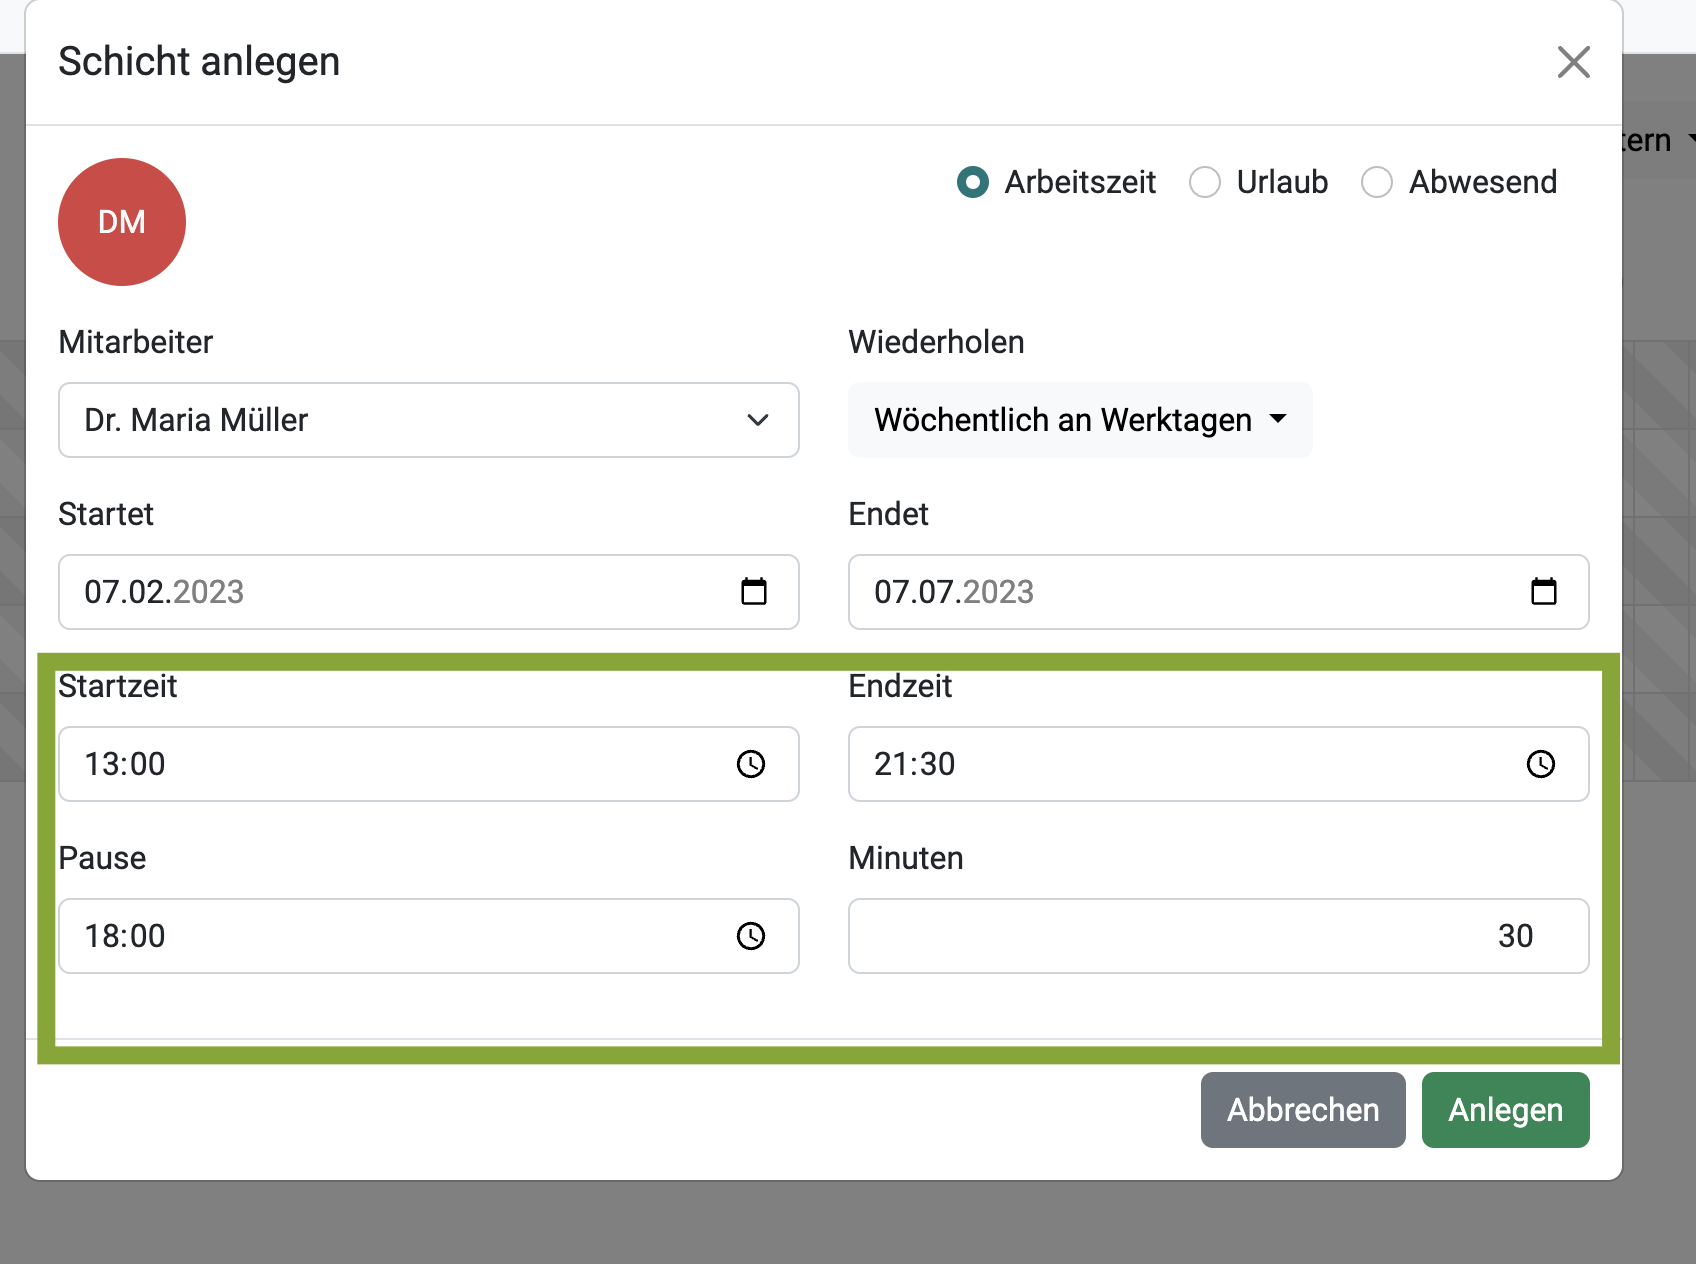 Schicht anlegen
tern
DM
Arbeitszeit Urlaub Abwesend
Mitarbeiter Wiederholen
Dr. Maria Müller Wöchentlich an Werktagen
Startet Endet
07.02.2023 07.07.2023
Startzeit Endzeit
13:00 21:30
Pause Minuten
18:00 30
Abbrechen Anlegen